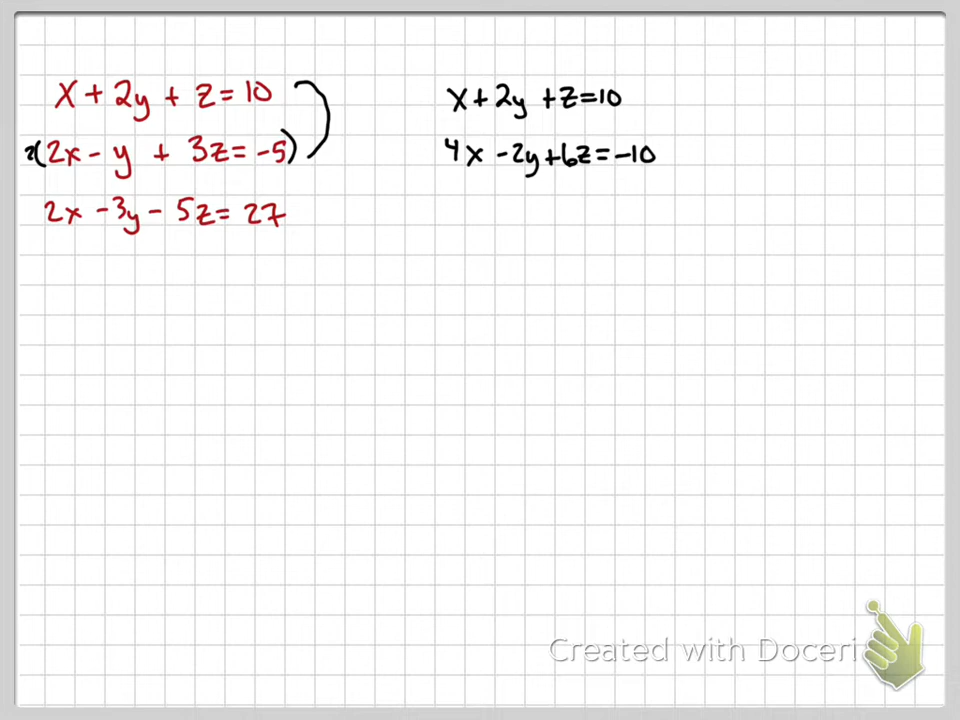 x + 2y + z = 10
2(2x - y + 3z = -5)
2x - 3y - 5z = 27
x + 2y + z = 10
4x - 2y + 6z = -10
Created with Doceri